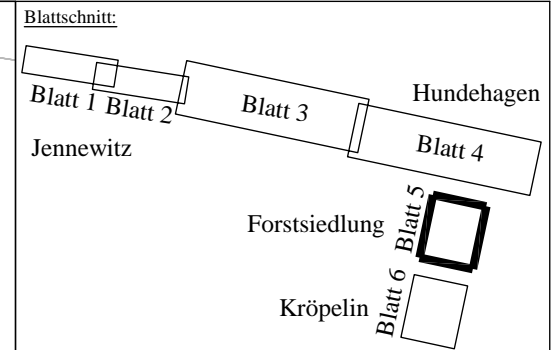 Blattschnitt:
Blatt 1
Blatt 2
Blatt 3
Hundehagen
Blatt 4
Jennewitz
Blatt 5
Forstsiedlung
Blatt 6
Kröpelin